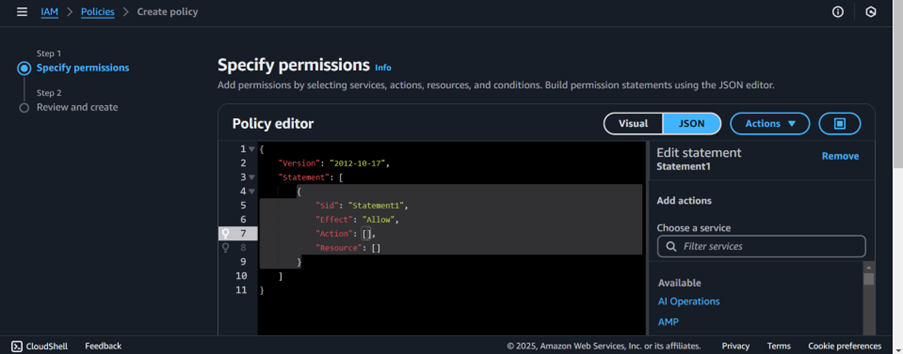 IAM > Policies > Create policy
Step 1
Specify permissions
Step 2
Review and create
Specify permissions Info
Add permissions by selecting services, actions, resources, and conditions. Build permission statements using the JSON editor.
Policy editor
Visual JSON Actions
1 {
2 "Version": "2012-10-17",
3 "Statement": [
4 {
5 "Sid": "Statement1",
6 "Effect": "Allow",
7 "Action": [],
8 "Resource": []
9 }
10 ]
11 }
Edit statement Remove
Statement1
Add actions
Choose a service
Filter services
Available
AI Operations
AMP
CloudShell Feedback © 2025, Amazon Web Services, Inc. or its affiliates. Privacy Terms Cookie preferences